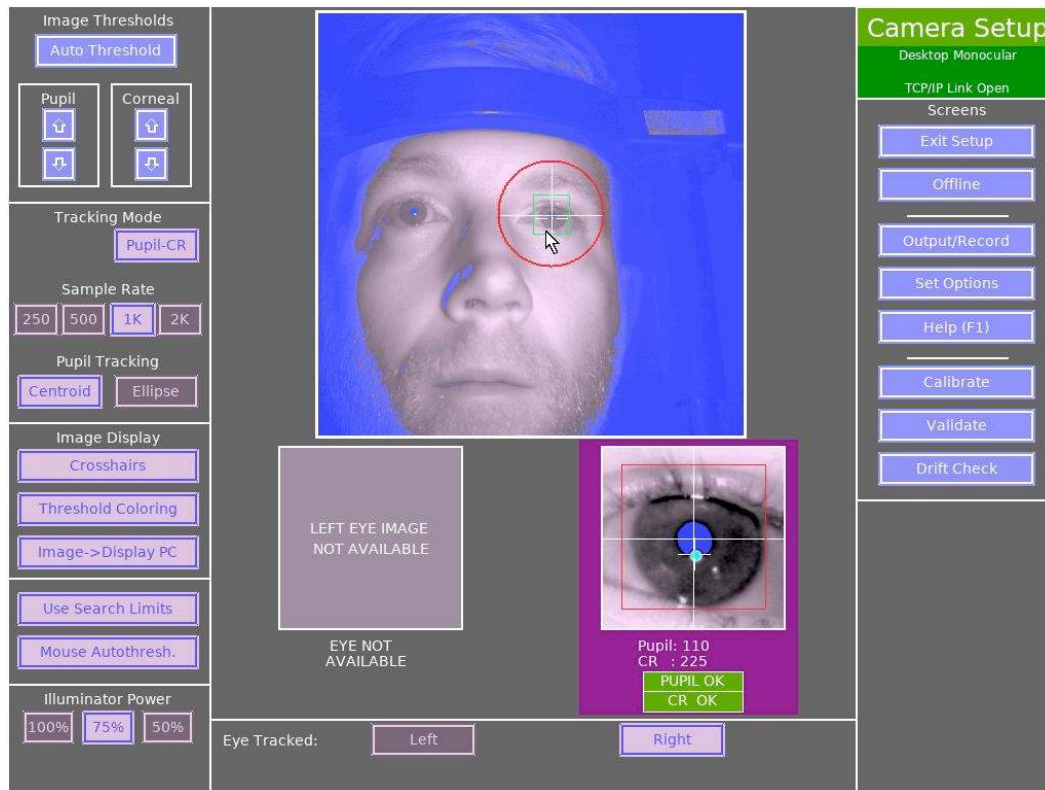 Image Thresholds
Auto Threshold
Pupil
Corneal
Tracking Mode
Pupil-CR
Sample Rate
250 500 1K 2K
Pupil Tracking
Centroid Ellipse
Image Display
Crosshairs
Threshold Coloring
Image->Display PC
Use Search Limits
Mouse Autothresh.
Illuminator Power
100% 75% 50%
LEFT EYE IMAGE
NOT AVAILABLE
EYE NOT
AVAILABLE
Pupil: 110
CR : 225
PUPIL OK
CR OK
Eye Tracked: Left Right
Camera Setup
Desktop Monocular
TCP/IP Link Open
Screens
Exit Setup
Offline
Output/Record
Set Options
Help (F1)
Calibrate
Validate
Drift Check